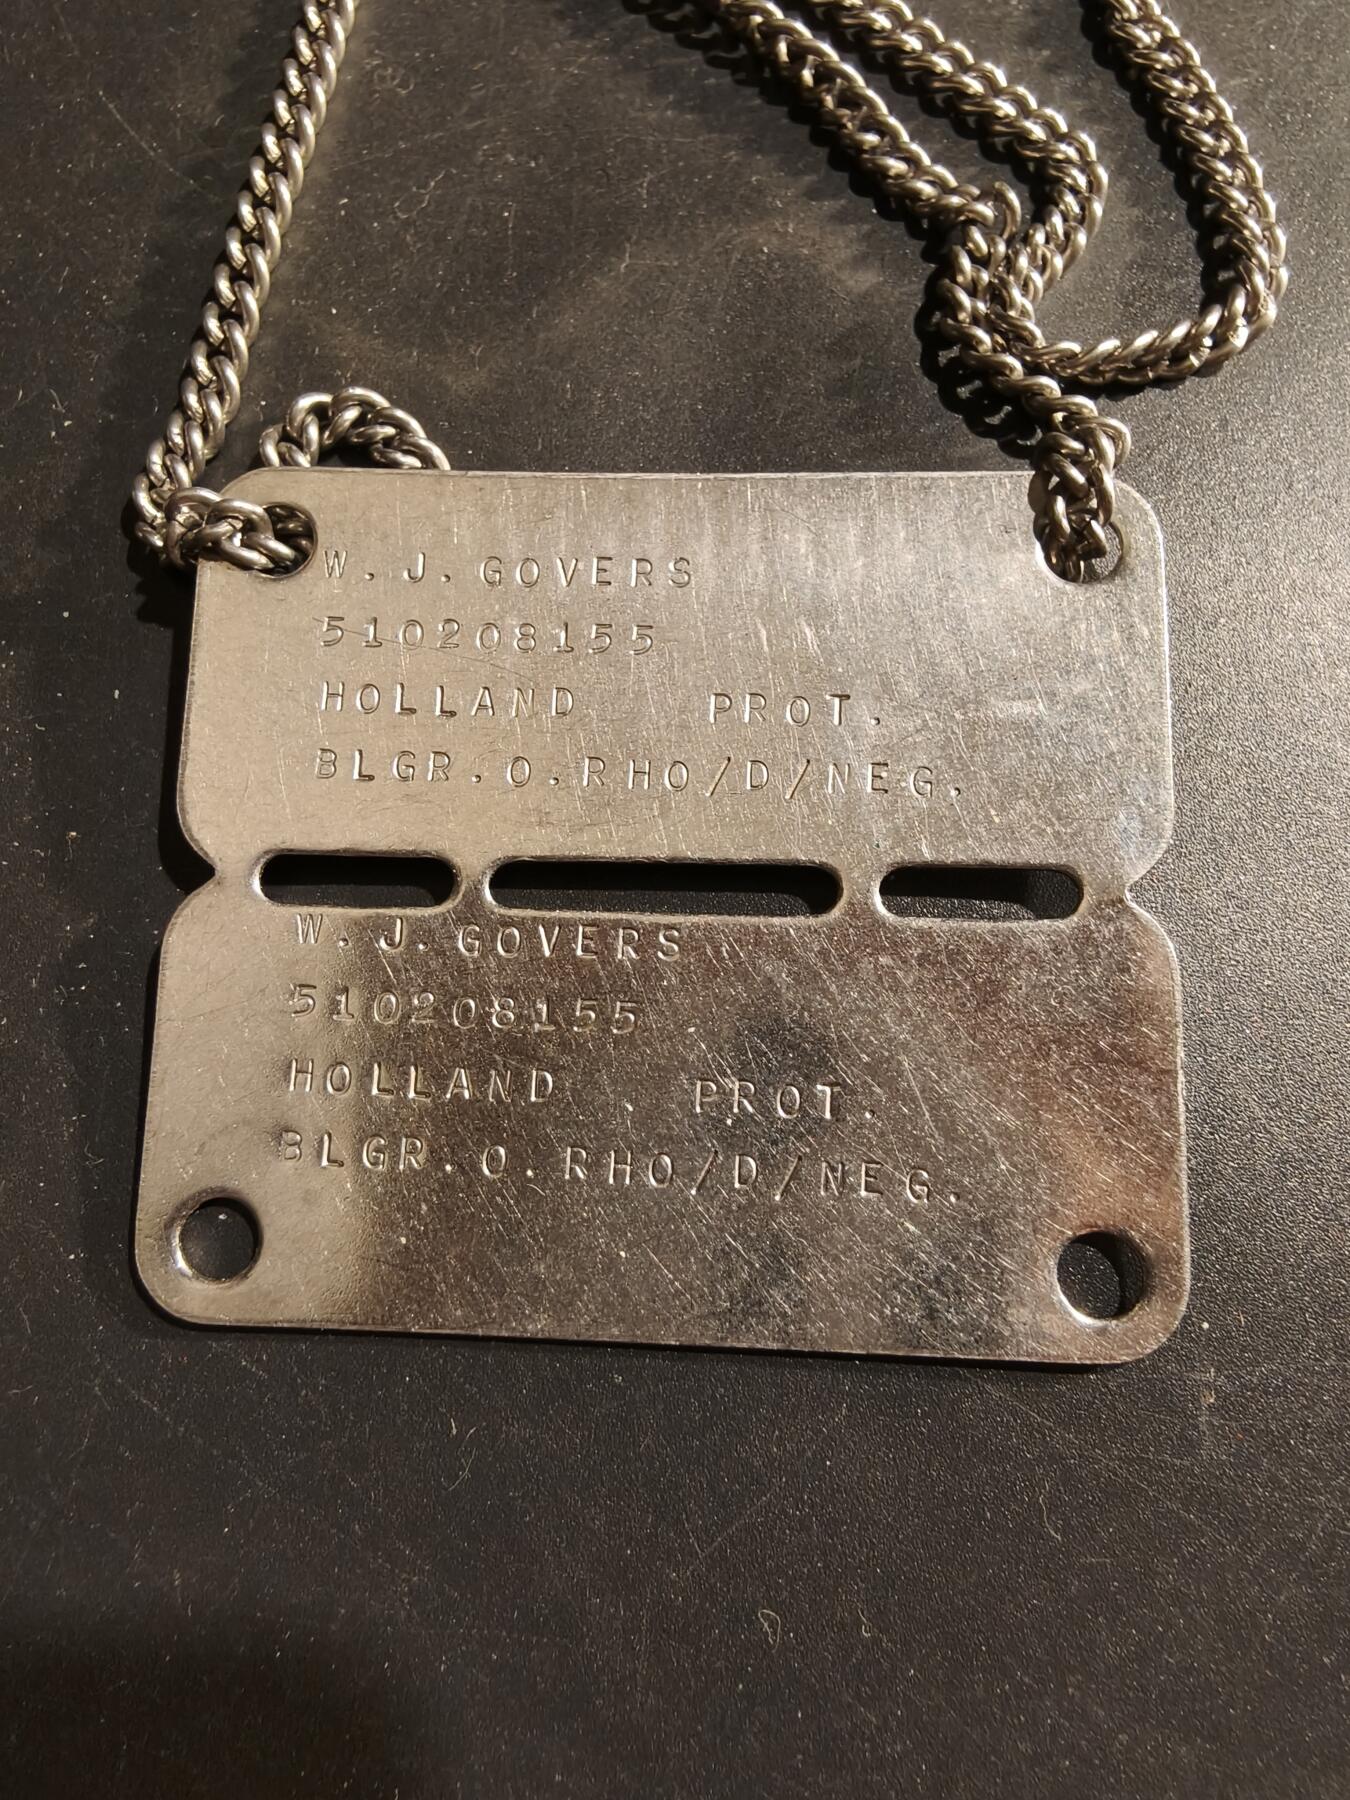 W. J. GOVERS
510208155
HOLLAND PROT.
BLGR.O.RHO/D/NEG.
W. J. GOVERS
510208155
HOLLAND PROT.
BLGR.O.RHO/D/NEG.